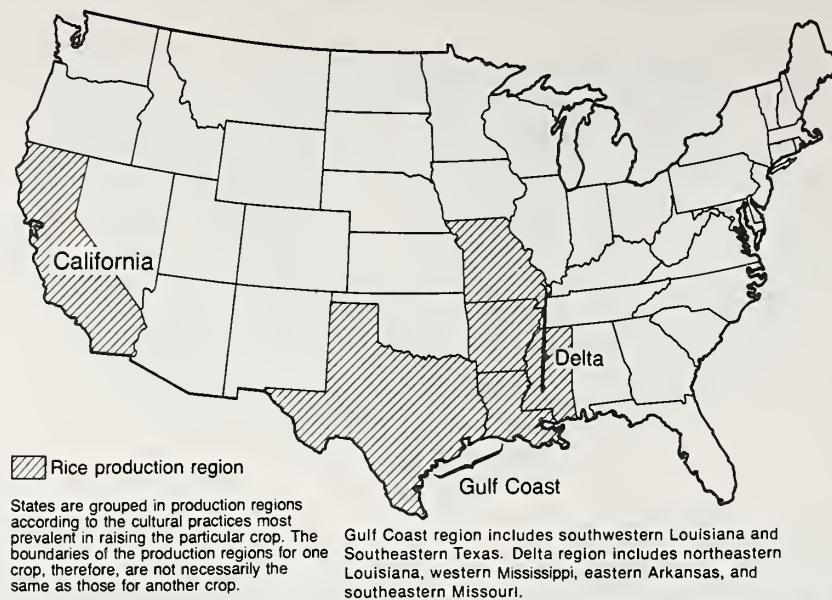 California
Delta
Rice production region
Gulf Coast
States are grouped in production regions
according to the cultural practices most
prevalent in raising the particular crop. The
boundaries of the production regions for one
crop, therefore, are not necessarily the
same as those for another crop.
Gulf Coast region includes southwestern Louisiana and
Southeastern Texas. Delta region includes northeastern
Louisiana, western Mississippi, eastern Arkansas, and
southeastern Missouri.